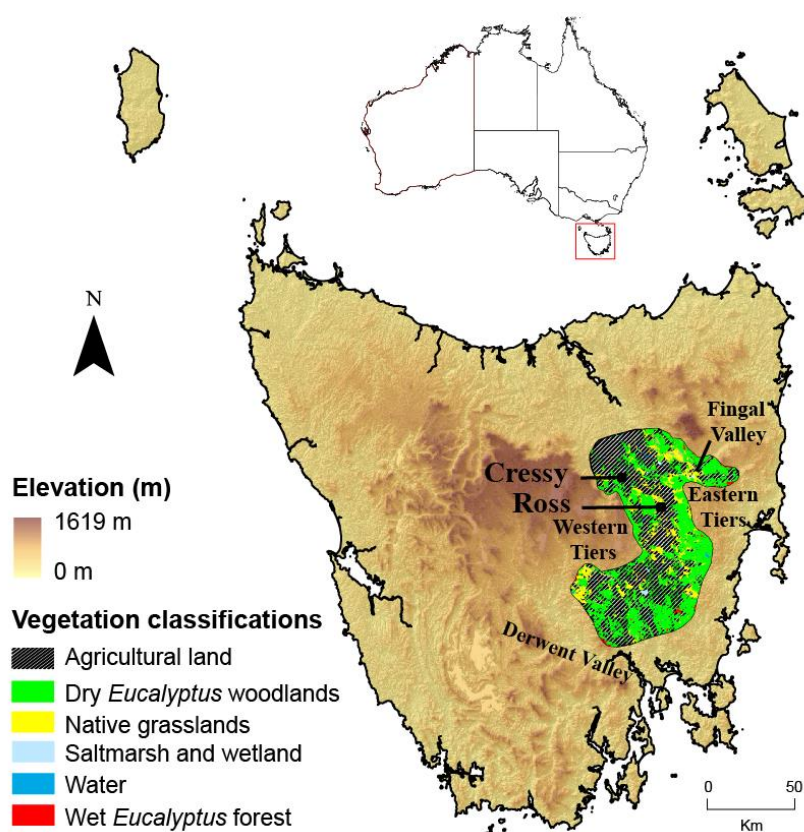 N
Fingal
Valley
Cressy
Ross
Eastern
Tiers
Western
Tiers
Derwent Valley
Elevation (m)
1619 m
0 m
Vegetation classifications
Agricultural land
Dry Eucalyptus woodlands
Native grasslands
Saltmarsh and wetland
Water
Wet Eucalyptus forest
0 50
Km